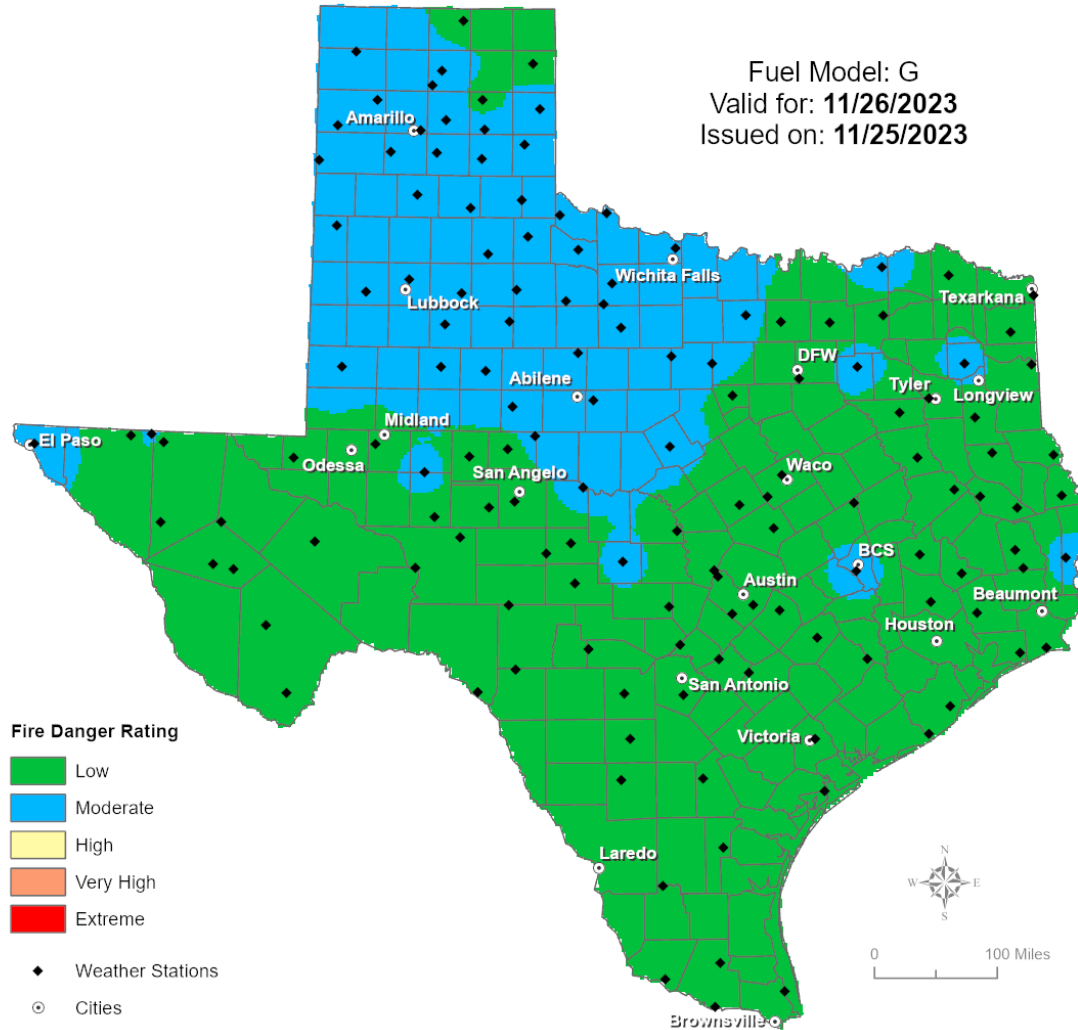 Fuel Model: G
Valid for: 11/26/2023
Issued on: 11/25/2023
Amarillo
Wichita Falls
Lubbock
Texarkana
DFW
Abilene
Tyler
Longview
Midland
El Paso
Odessa
San Angelo
Waco
BCS
Austin
Beaumont
Houston
San Antonio
Victoria
Laredo
Brownsville
Fire Danger Rating
Low
Moderate
High
Very High
Extreme
Weather Stations
Cities
N
W E
S
0 100 Miles